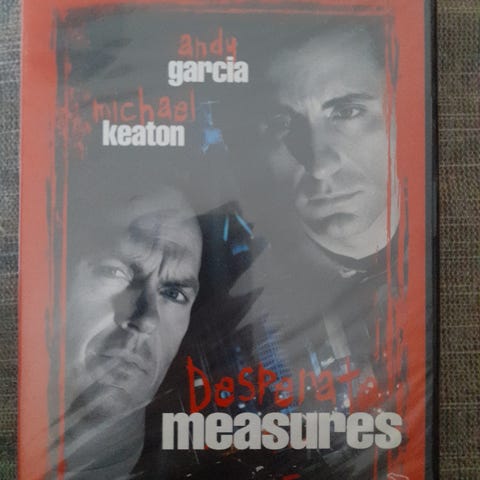 andy
garcia
michael
keaton
Desperate
measures